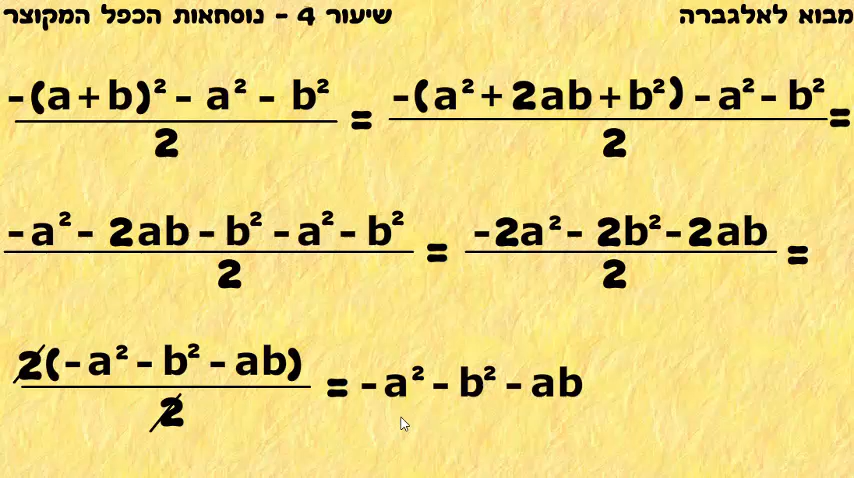 מבוא לאלגברה שיעור 4 - נוסחאות הכפל המקוצר
-(a+b)² - a² - b² / 2 = -(a²+2ab+b²) -a² - b² / 2 =
-a² - 2ab - b² - a² - b² / 2 = -2a² - 2b² - 2ab / 2 =
2(-a² - b² - ab) / 2 = -a² - b² - ab